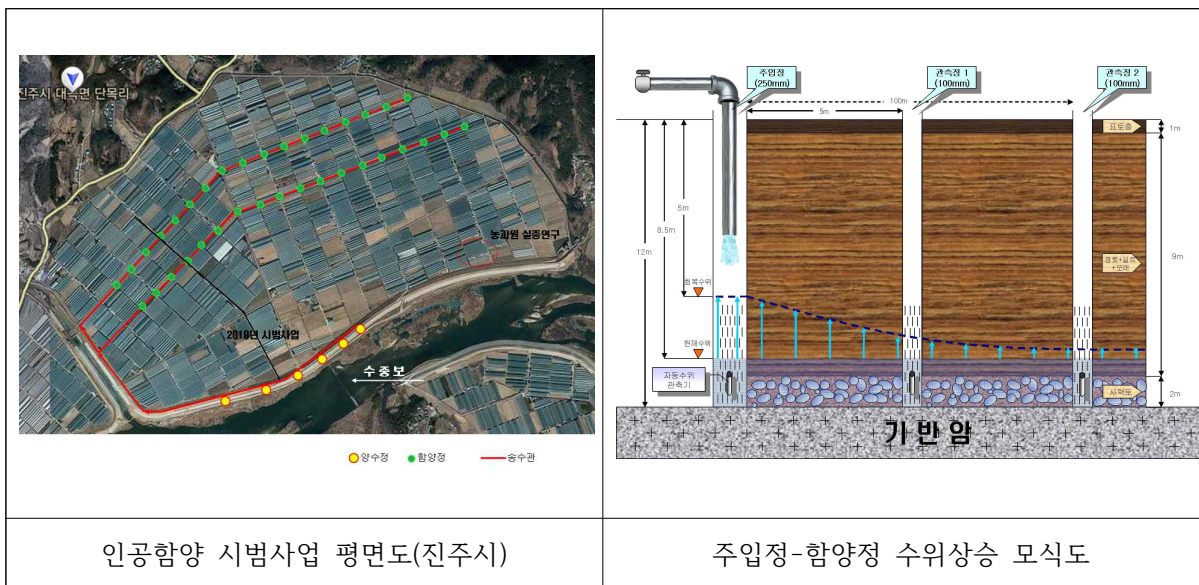 진주시 대곡면 단목리
농과원 실증연구
2018년 시범사업
수중보
양수정
함양정
송수관
주입정
(250mm)
관측정 1
(100mm)
관측정 2
(100mm)
100m
5m
표토층
1m
5m
8.5m
12m
점토+실트
+모래
9m
회복수위
현재수위
자동수위
관측기
사력토
2m
기반암
인공함양 시범사업 평면도(진주시)
주입정-함양정 수위상승 모식도